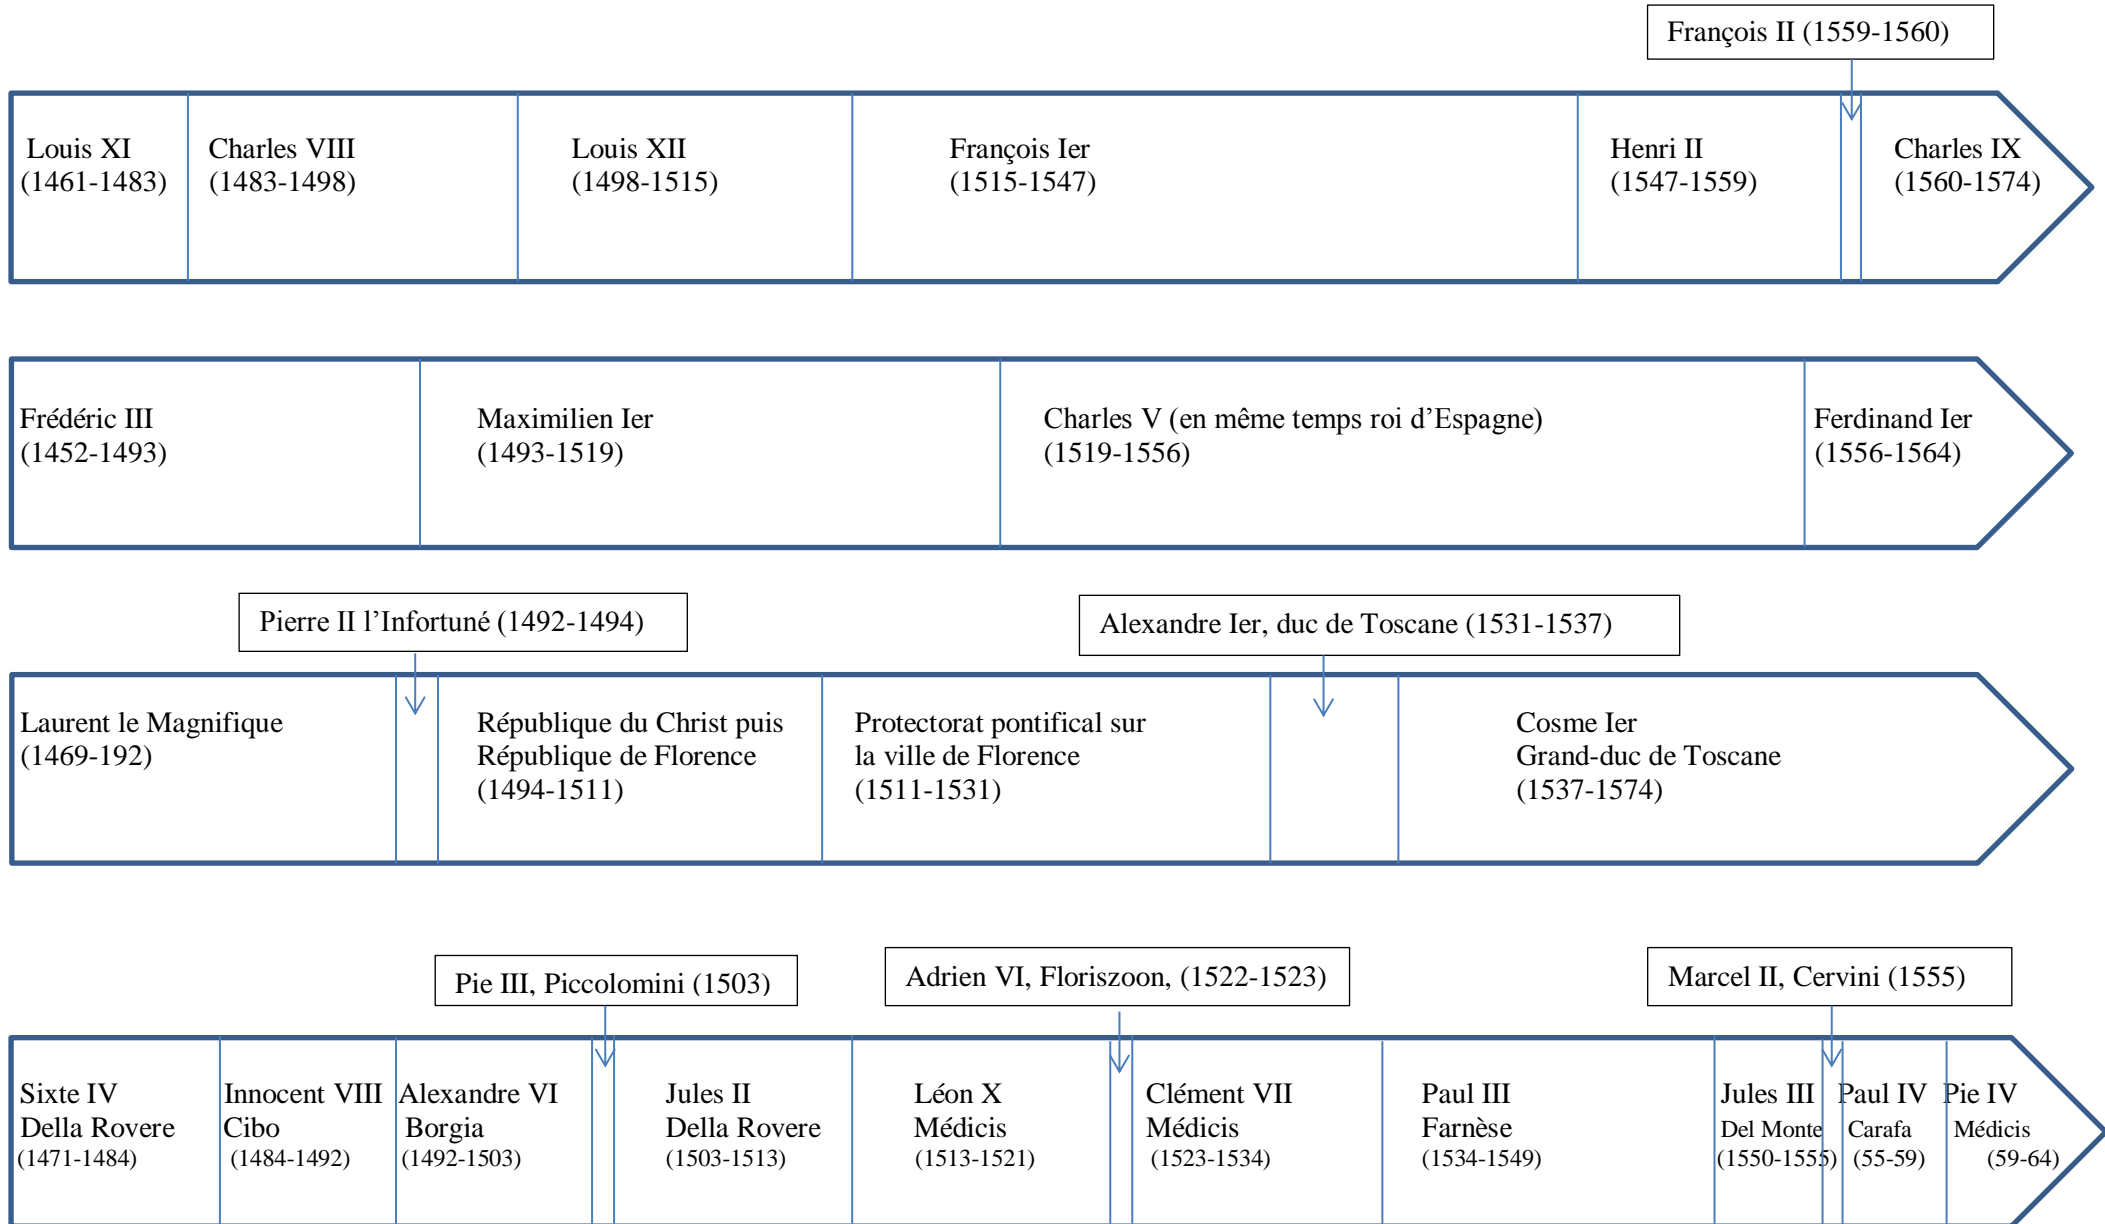 François II (1559-1560)
Louis XI
(1461-1483)
Charles VIII
(1483-1498)
Louis XII
(1498-1515)
François Ier
(1515-1547)
Henri II
(1547-1559)
Charles IX
(1560-1574)
Frédéric III
(1452-1493)
Maximilien Ier
(1493-1519)
Charles V (en même temps roi d’Espagne)
(1519-1556)
Ferdinand Ier
(1556-1564)
Pierre II l’Infortuné (1492-1494)
Alexandre Ier, duc de Toscane (1531-1537)
Laurent le Magnifique
(1469-192)
République du Christ puis
République de Florence
(1494-1511)
Protectorat pontifical sur
la ville de Florence
(1511-1531)
Cosme Ier
Grand-duc de Toscane
(1537-1574)
Pie III, Piccolomini (1503)
Adrien VI, Floriszoon, (1522-1523)
Marcel II, Cervini (1555)
Sixte IV
Della Rovere
(1471-1484)
Innocent VIII
Cibo
(1484-1492)
Alexandre VI
Borgia
(1492-1503)
Jules II
Della Rovere
(1503-1513)
Léon X
Médicis
(1513-1521)
Clément VII
Médicis
(1523-1534)
Paul III
Farnèse
(1534-1549)
Jules III
Del Monte
(1550-1555)
Paul IV
Carafa
(55-59)
Pie IV
Médicis
(59-64)